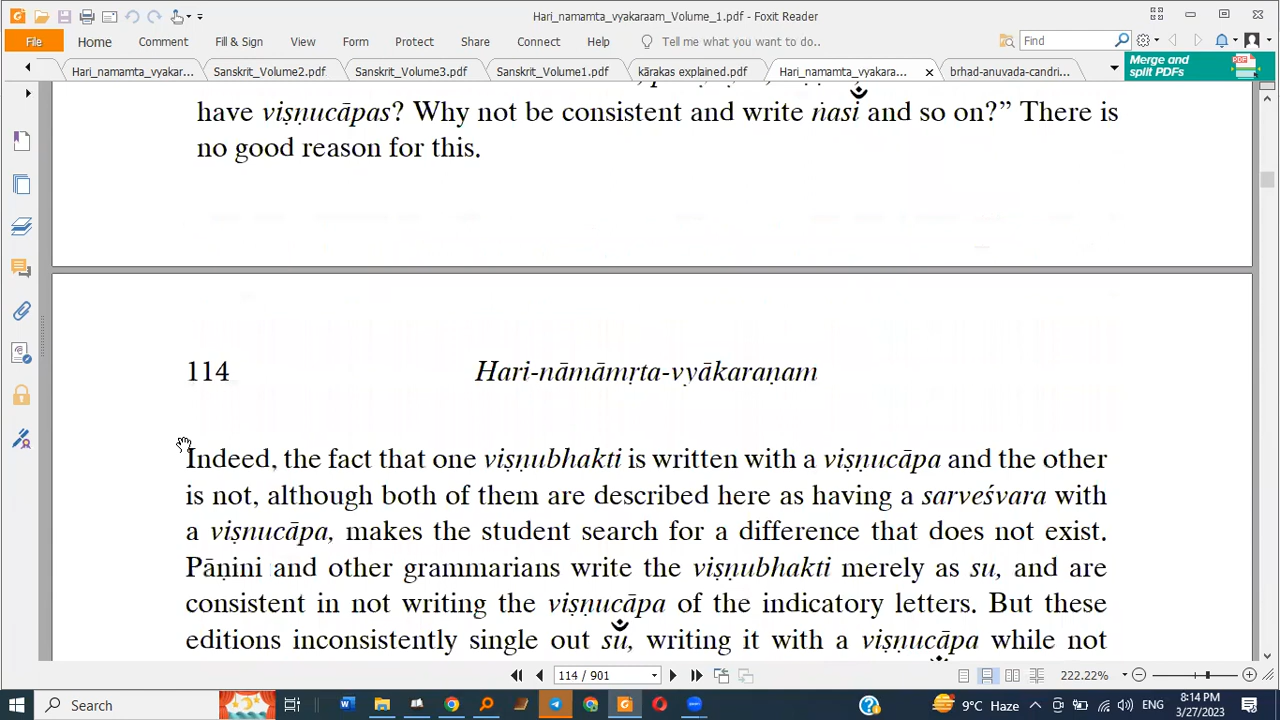 Hari_namamta_vyakaraam_Volume_1.pdf - Foxit Reader
File Home Comment Fill & Sign View Form Protect Share Connect Help Tell me what you want to do.. Find
Hari_namamta_vyakar... Sanskrit_Volume2.pdf Sanskrit_Volume3.pdf Sanskrit_Vlome1.pdf kārakas explained.pdf Hari_namamta_vyakara... brhad-anuvada-candri... Merge and
split PDFs
have viṣṇucāpas? Why not be consistent and write ṅasi̐ and so on?” There is
no good reason for this.
114 Hari-nāmāmṛta-vyākaraṇam
Indeed, the fact that one viṣṇubhakti is written with a viṣṇucāpa and the other
is not, although both of them are described here as having a sarveśvara with
a viṣṇucāpa, makes the student search for a difference that does not exist.
Pāṇini and other grammarians write the viṣṇubhakti merely as su, and are
consistent in not writing the viṣṇucāpa of the indicatory letters. But these
editions inconsistently single out su̐, writing it with a viṣṇucāpa while not
114 / 901 222.22%
Search 9°C Haze ENG 8:14 PM
3/27/2023